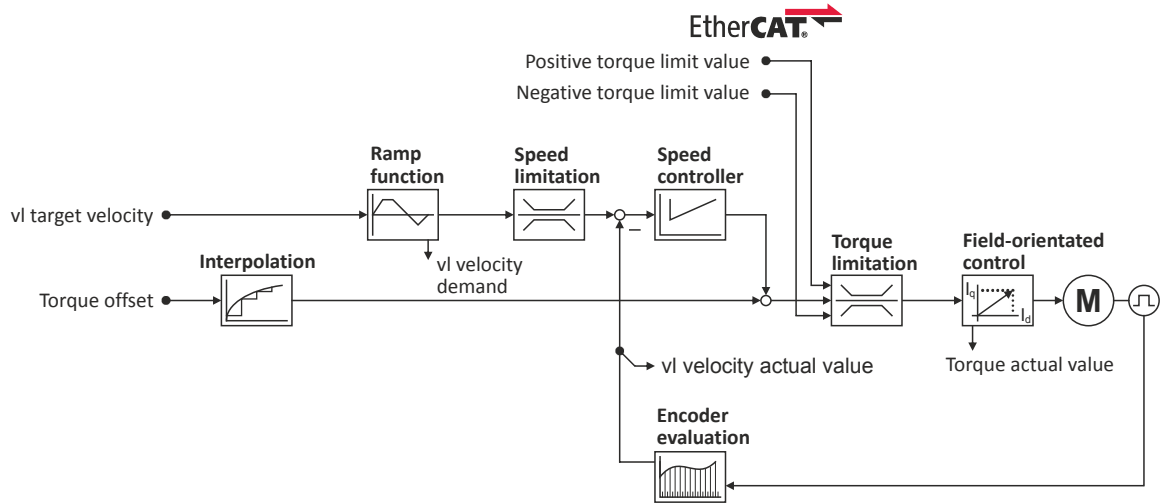 EtherCAT®
Positive torque limit value
Negative torque limit value
Ramp
function
Speed
limitation
Speed
controller
vl target velocity
–
vl velocity
demand
Interpolation
Torque offset
Torque
limitation
Field-orientated
control
Iq
Id
M
vl velocity actual value
Torque actual value
Encoder
evaluation